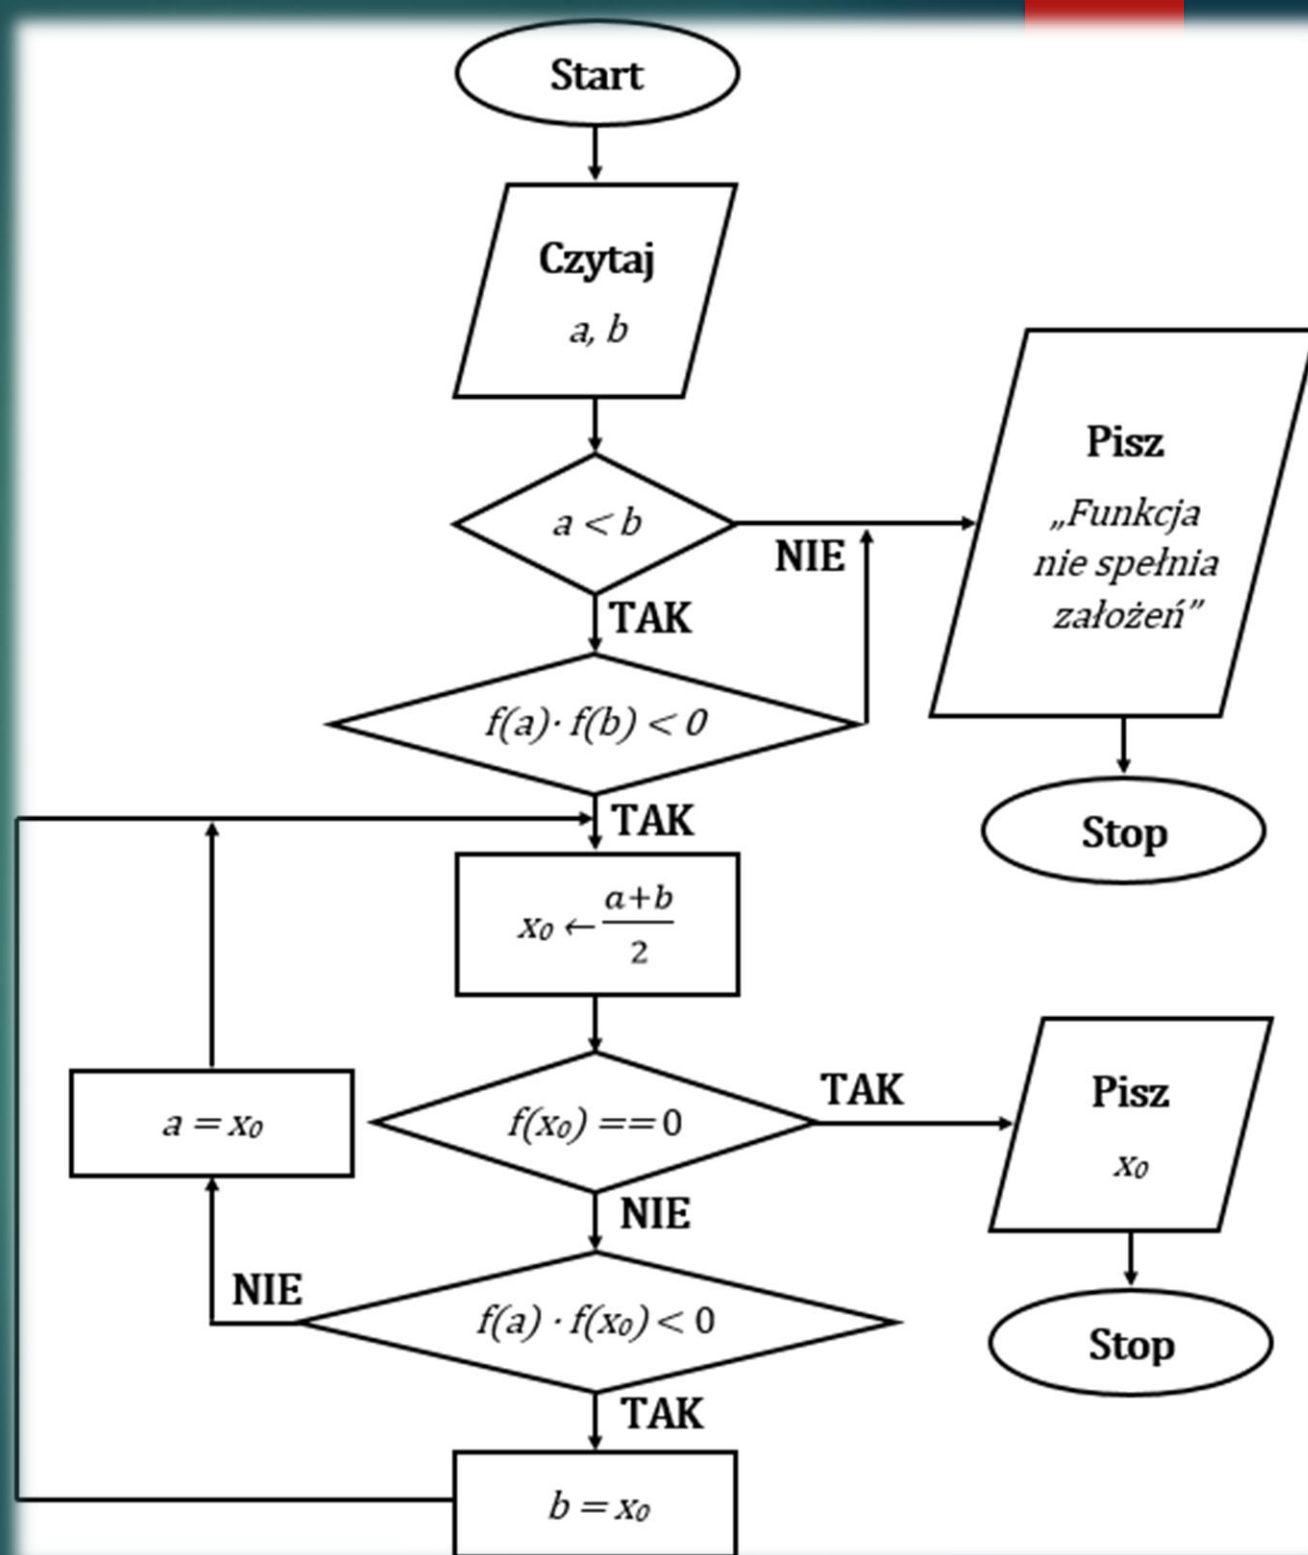 Start
Czytaj
a, b
a < b
NIE
TAK
Pisz
„Funkcja
nie spełnia
założeń”
Stop
f(a)· f(b) < 0
TAK
x₀ ← a+b
2
f(x₀) == 0
TAK
Pisz
x₀
Stop
a = x₀
NIE
NIE
f(a) · f(x₀) < 0
TAK
b = x₀